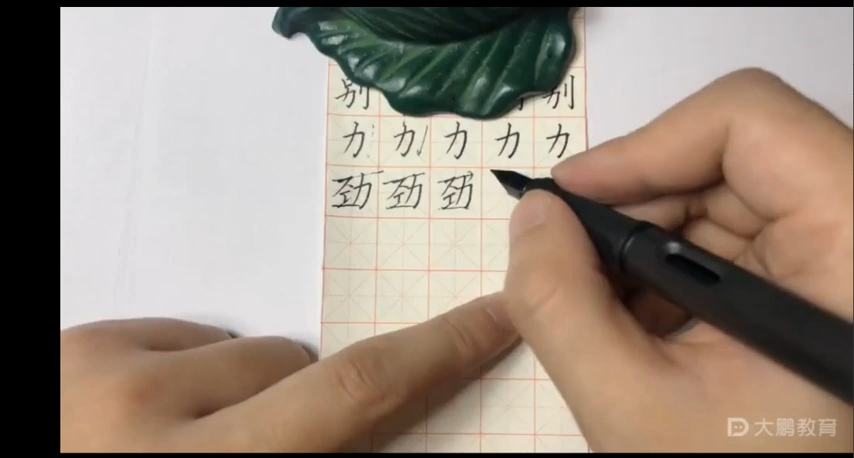 别 别
力 力 力 力 力
劲 劲 劲
大鹏教育